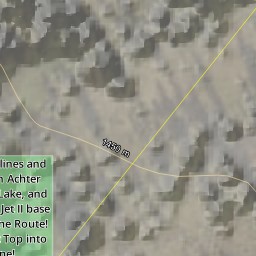 1450 m
lines and
n Achter
Lake, and
Jet II base
ne Route!
Top into
ne!